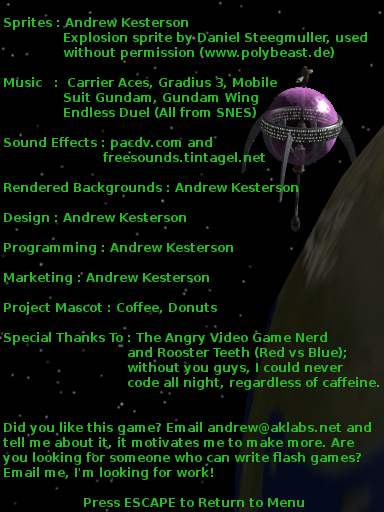 Sprites : Andrew Kesterson
Explosion sprite by Daniel Steegmuller, used
without permission (www.polybeast.de)
Music : Carrier Aces, Gradius 3, Mobile
Suit Gundam, Gundam Wing
Endless Duel (All from SNES)
Sound Effects : pacdv.com and
freesounds.tintagel.net
Rendered Backgrounds : Andrew Kesterson
Design : Andrew Kesterson
Programming : Andrew Kesterson
Marketing : Andrew Kesterson
Project Mascot : Coffee, Donuts
Special Thanks To : The Angry Video Game Nerd
and Rooster Teeth (Red vs Blue);
without you guys, I could never
code all night, regardless of caffeine.
Did you like this game? Email andrew@aklabs.net and
tell me about it, it motivates me to make more. Are
you looking for someone who can write flash games?
Email me, I'm looking for work!
Press ESCAPE to Return to Menu